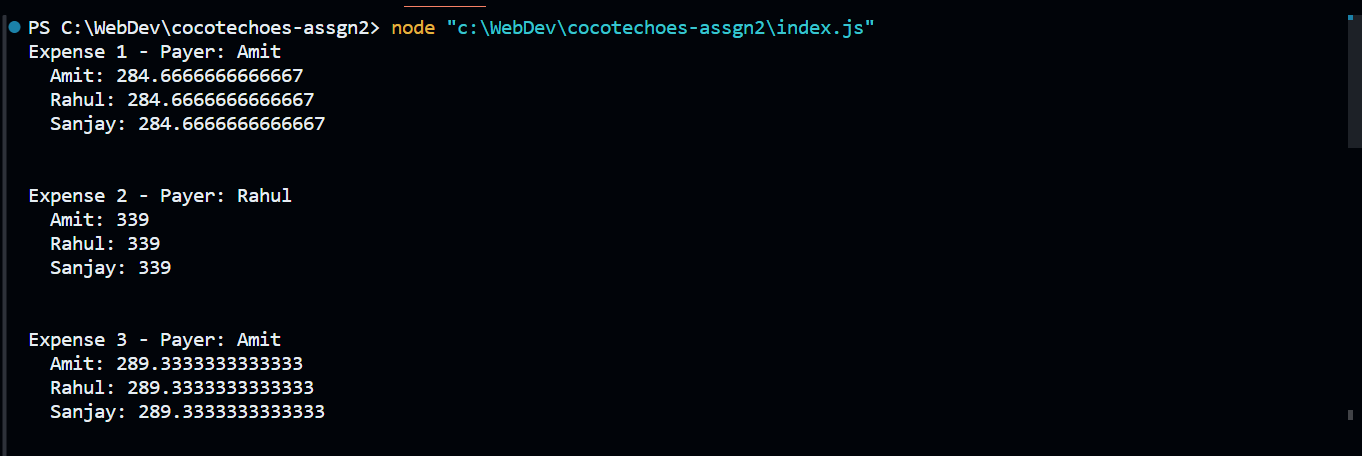 PS C:\WebDev\cocotechoes-assgn2> node "c:\WebDev\cocotechoes-assgn2\index.js"
Expense 1 - Payer: Amit
  Amit: 284.6666666666667
  Rahul: 284.6666666666667
  Sanjay: 284.6666666666667
Expense 2 - Payer: Rahul
  Amit: 339
  Rahul: 339
  Sanjay: 339
Expense 3 - Payer: Amit
  Amit: 289.3333333333333
  Rahul: 289.3333333333333
  Sanjay: 289.3333333333333